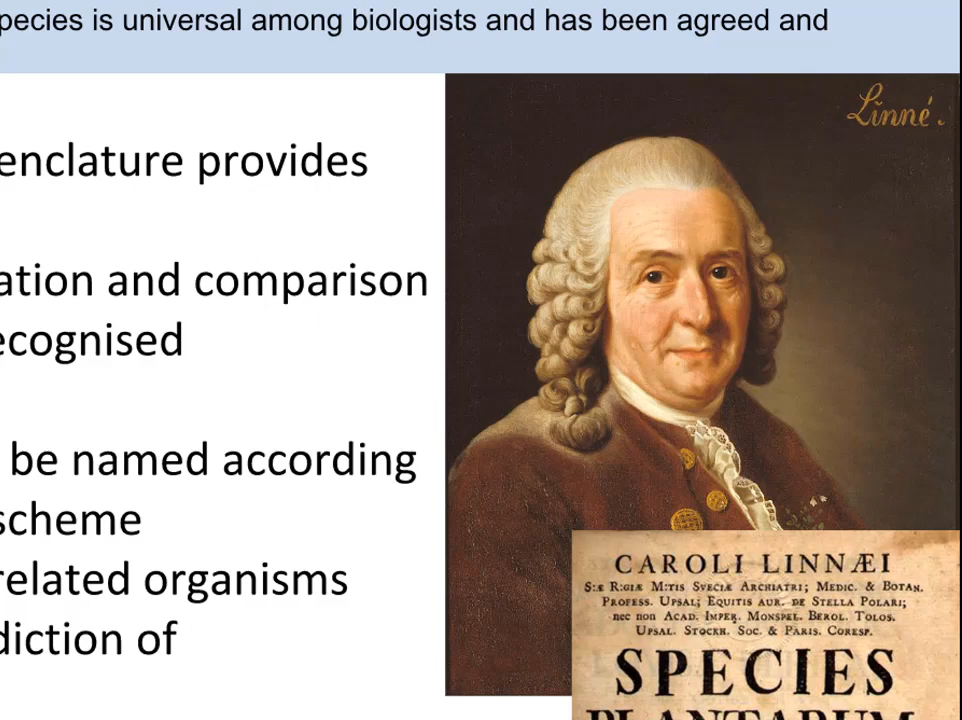 pecies is universal among biologists and has been agreed and
enclature provides
ation and comparison
ecognised
be named according
scheme
related organisms
diction of
Linné.
CAROLI LINNÆI
S:Æ R:GIÆ M:TIS SVECIÆ ARCHIATRI; MEDIC. & BOTAN.
PROFESS. UPSAL; EQUITIS AUR. DE STELLA POLARI;
nec non ACAD. IMPER. MONSPEL. BEROL. TOLOS.
UPSAL. STOCKH. SOC. & PARIS. CORESP.
SPECIES
PLANTARUM